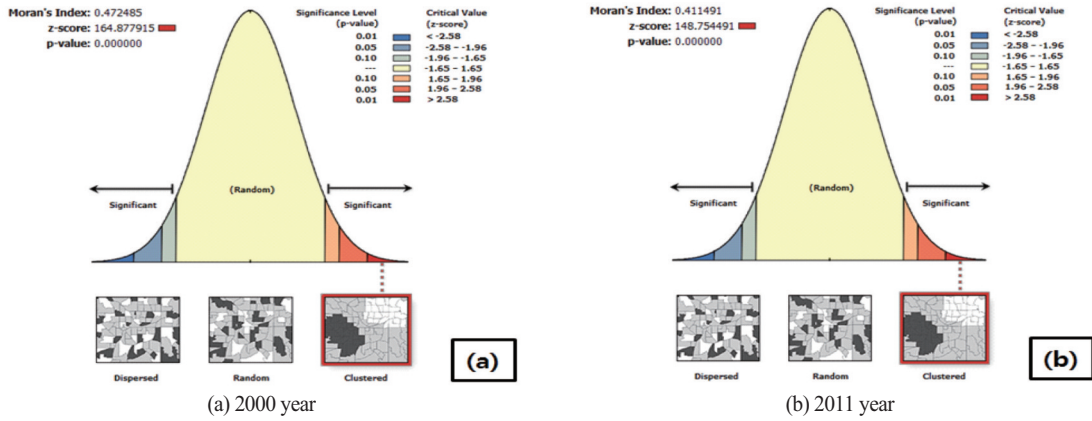 Moran's Index: 0.472485
z-score: 164.877915
p-value: 0.000000
Significance Level (p-value)
Critical Value (z-score)
0.01 < -2.58
0.05 -2.58 – -1.96
0.10 -1.96 – -1.65
--- -1.65 – 1.65
0.10 1.65 – 1.96
0.05 1.96 – 2.58
0.01 > 2.58
(Random)
Significant
Significant
Dispersed
Random
Clustered
(a)
(a) 2000 year
Moran's Index: 0.411491
z-score: 148.754491
p-value: 0.000000
Significance Level (p-value)
Critical Value (z-score)
0.01 < -2.58
0.05 -2.58 – -1.96
0.10 -1.96 – -1.65
--- -1.65 – 1.65
0.10 1.65 – 1.96
0.05 1.96 – 2.58
0.01 > 2.58
(Random)
Significant
Significant
Dispersed
Random
Clustered
(b)
(b) 2011 year